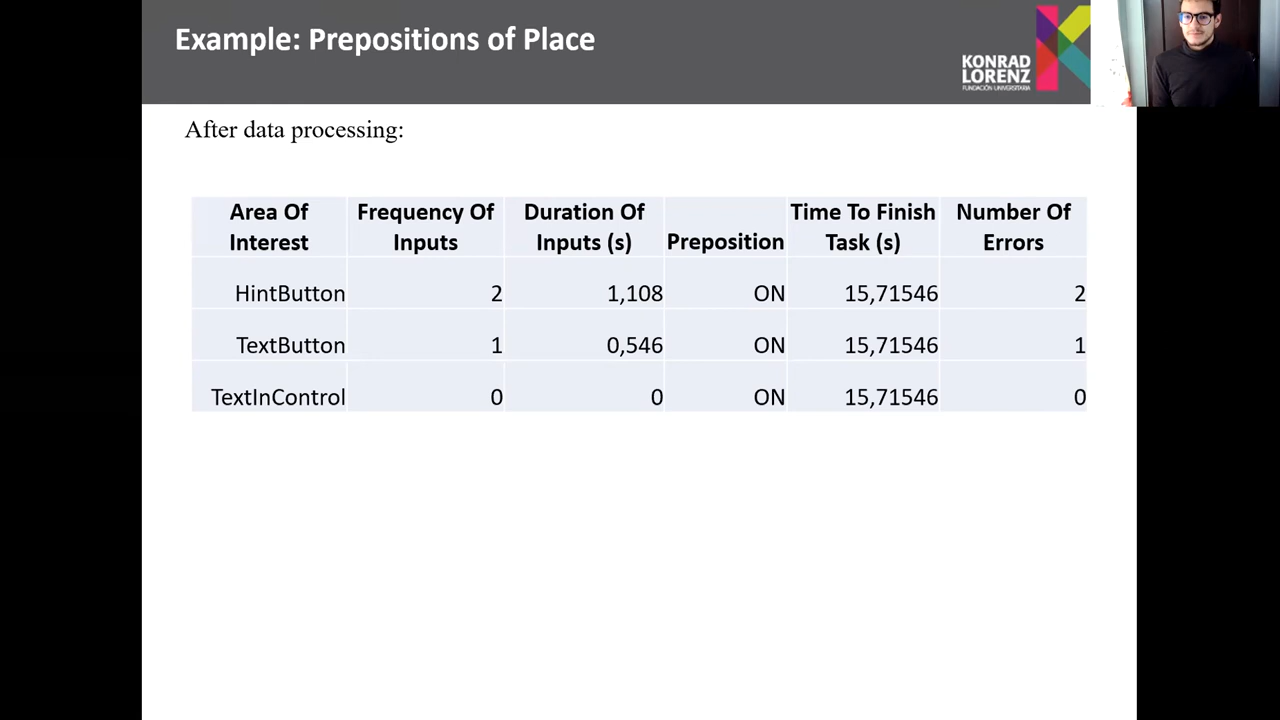 Example: Prepositions of Place
KONRAD
LORENZ
FUNDACIÓN UNIVERSITARIA
After data processing:
Area Of Interest Frequency Of Inputs Duration Of Inputs (s) Preposition Time To Finish Task (s) Number Of Errors
HintButton 2 1,108 ON 15,71546 2
TextButton 1 0,546 ON 15,71546 1
TextInControl 0 0 ON 15,71546 0